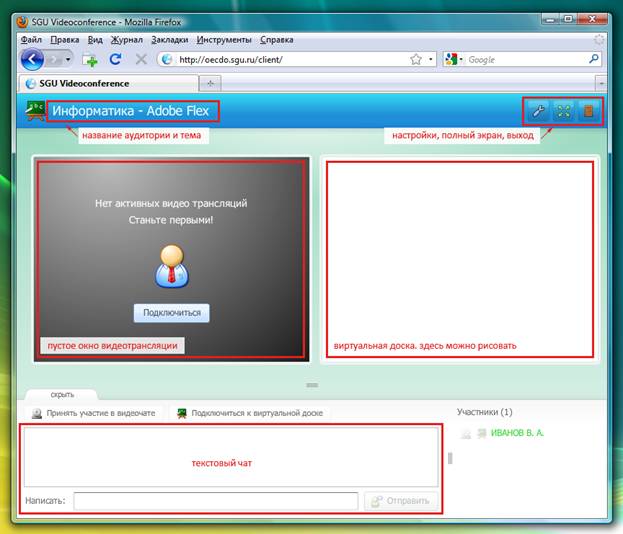 SGU Videoconference - Mozilla Firefox
Файл Правка Вид Журнал Закладки Инструменты Справка
http://oecdo.sgu.ru/client/
Google
SGU Videoconference
abc
Информатика - Adobe Flex
название аудитории и тема
настройки, полный экран, выход
Нет активных видео трансляций
Станьте первыми!
Подключиться
пустое окно видеотрансляции
виртуальная доска. здесь можно рисовать
скрыть
Принять участие в видеочате
Подключиться к виртуальной доске
Участники (1)
ИВАНОВ В. А.
текстовый чат
Написать:
Отправить